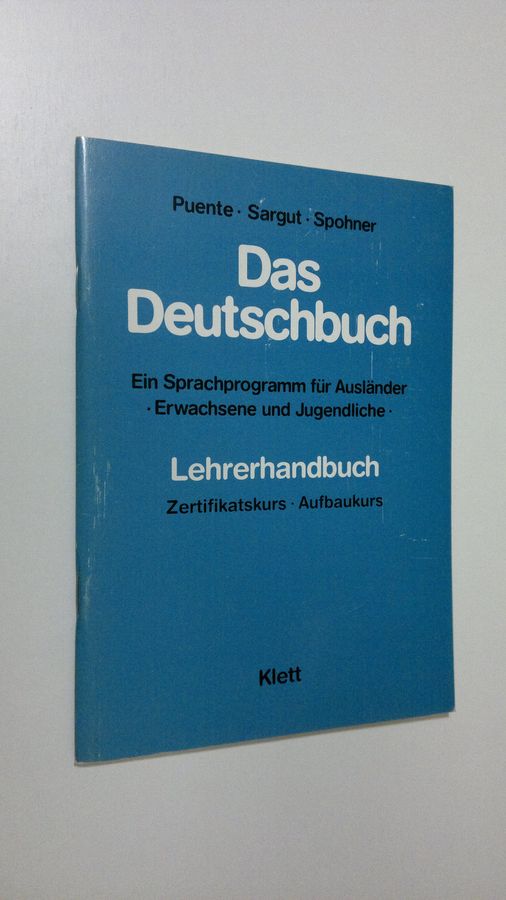 Puente · Sargut · Spohner
Das
Deutschbuch
Ein Sprachprogramm für Ausländer
· Erwachsene und Jugendliche ·
Lehrerhandbuch
Zertifikatskurs · Aufbaukurs
Klett